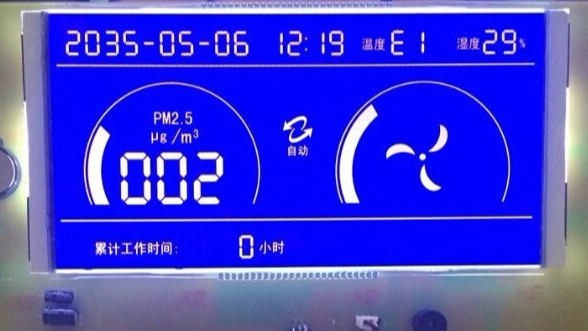 2035-05-06 12:19 温度 E1 湿度 29%
PM2.5
μg/m³
002
自动
累计工作时间: 0 小时